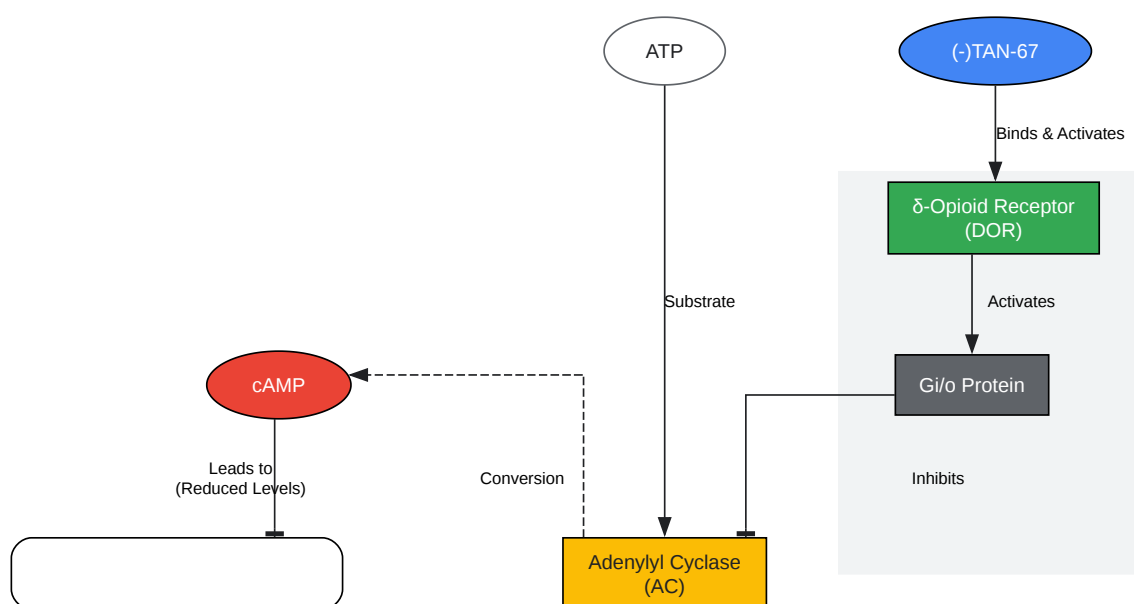 ATP
(-)TAN-67
Binds & Activates
δ-Opioid Receptor
(DOR)
Substrate
Activates
cAMP
Gi/o Protein
Leads to
(Reduced Levels)
Conversion
Inhibits
Adenylyl Cyclase
(AC)